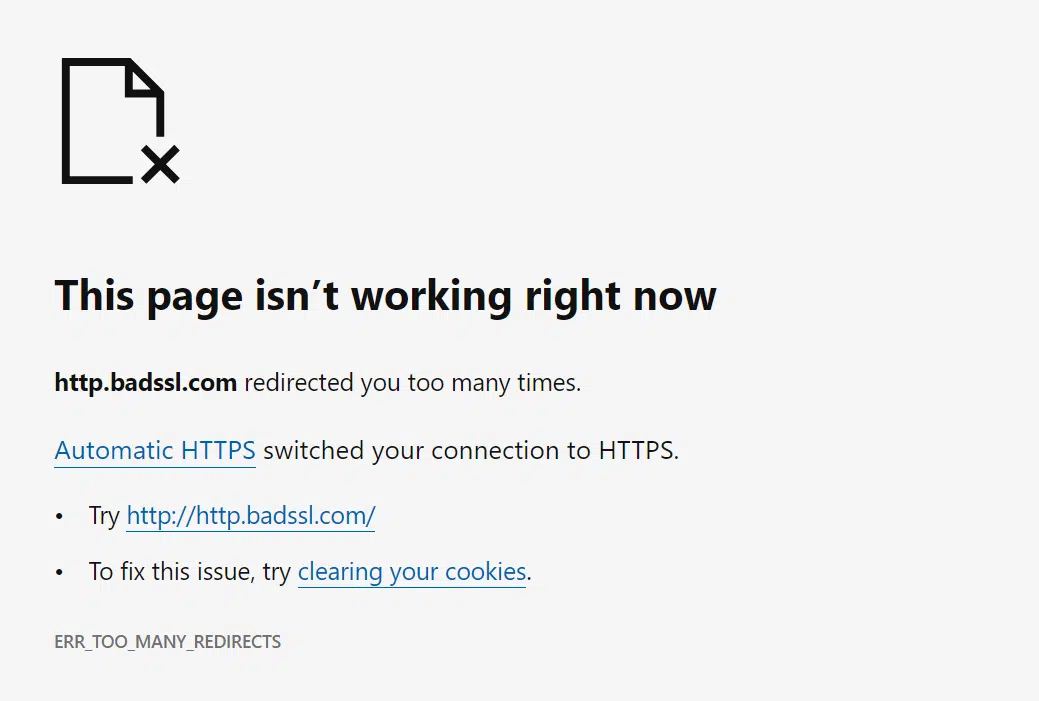 This page isn’t working right now
http.badssl.com redirected you too many times.
Automatic HTTPS switched your connection to HTTPS.
• Try http://http.badssl.com/
• To fix this issue, try clearing your cookies.
ERR_TOO_MANY_REDIRECTS